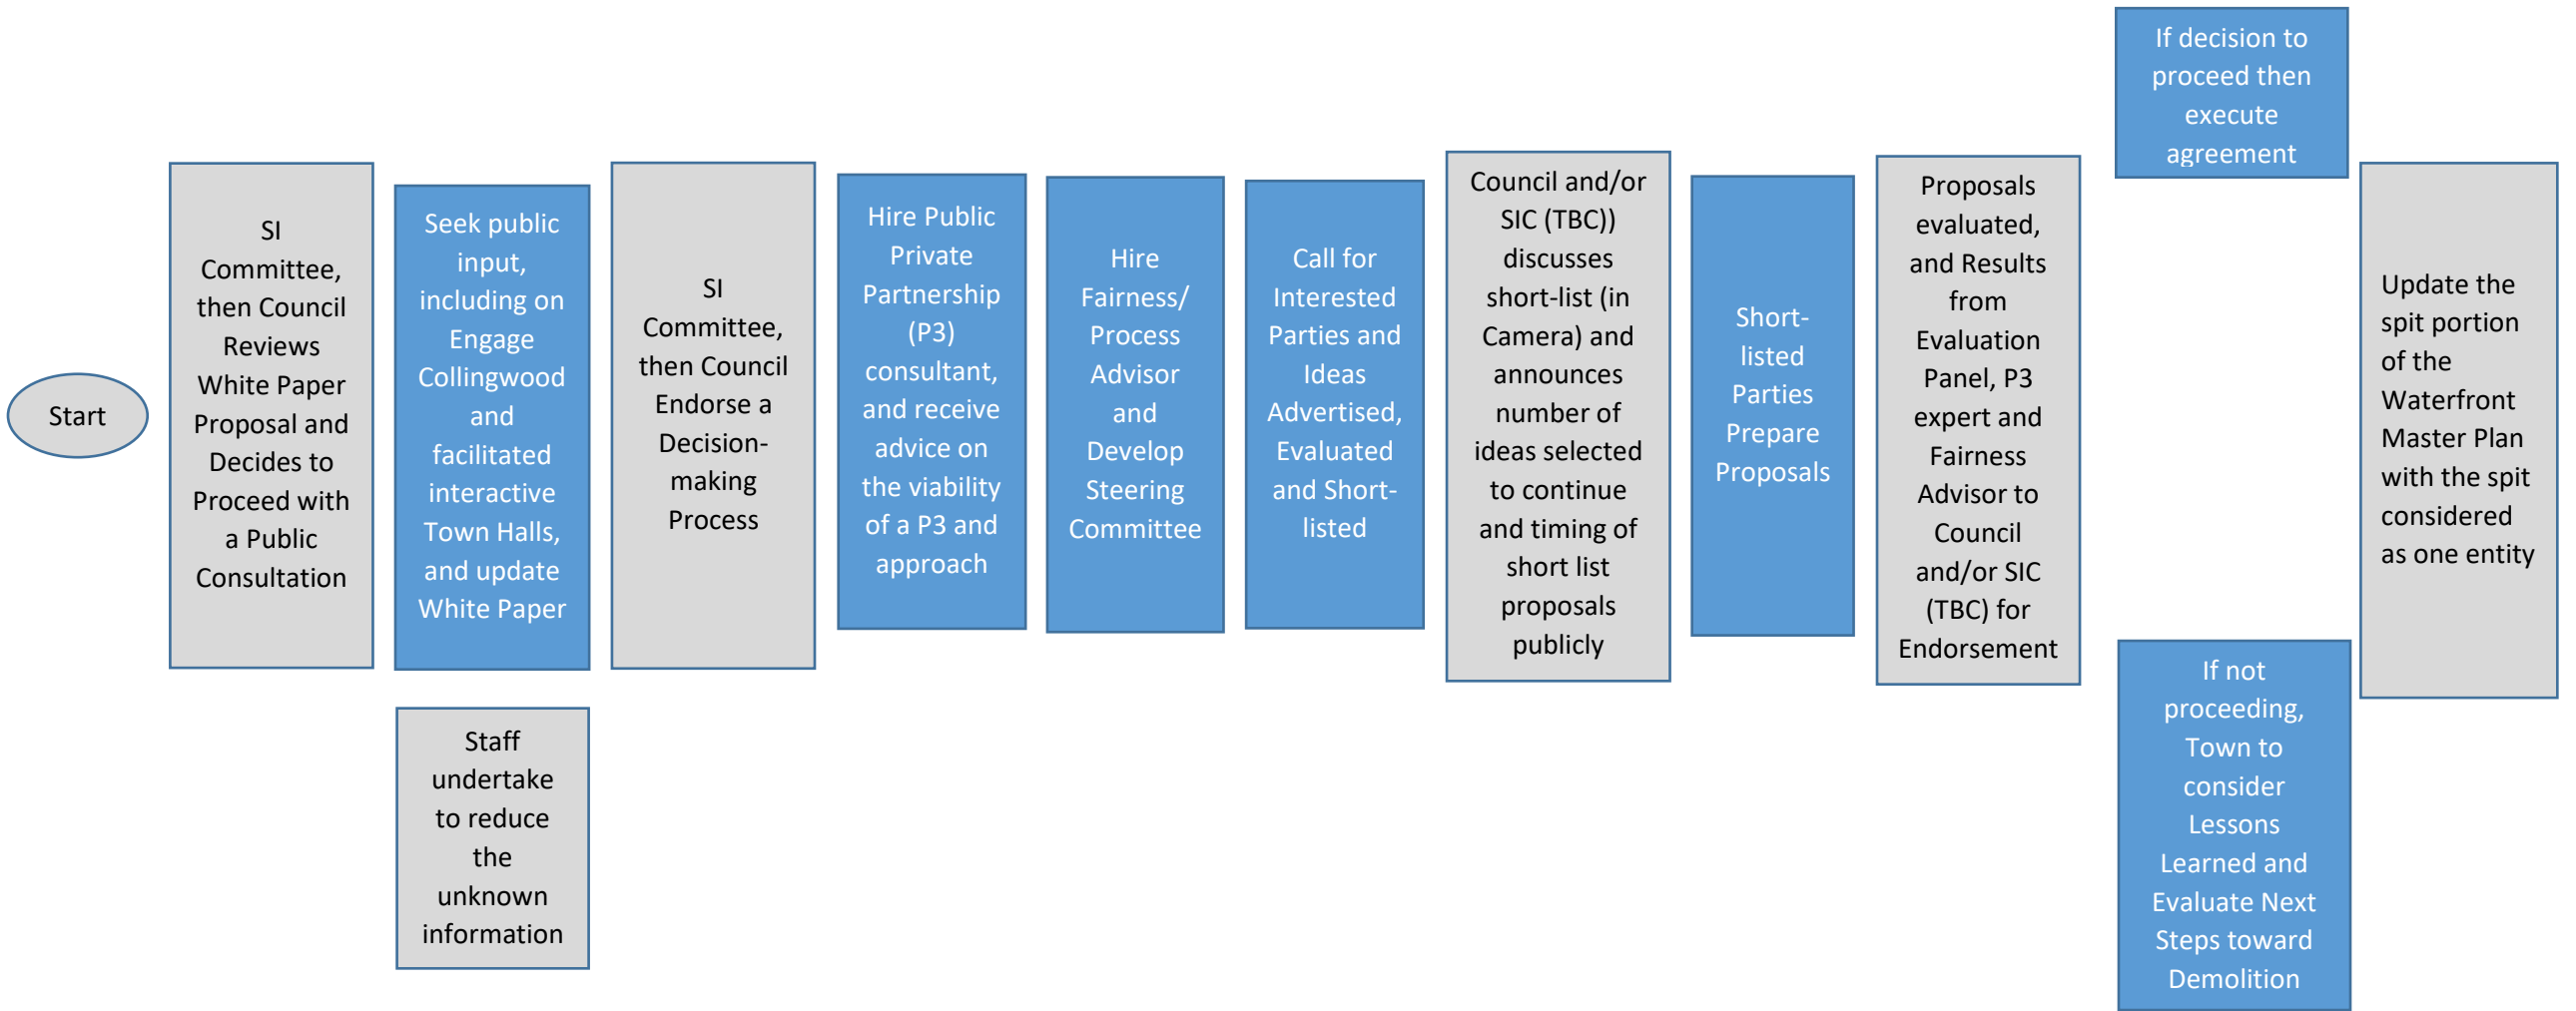 Start
SI
Committee,
then Council
Reviews
White Paper
Proposal and
Decides to
Proceed with
a Public
Consultation
Seek public
input,
including on
Engage
Collingwood
and
facilitated
interactive
Town Halls,
and update
White Paper
Staff
undertake
to reduce
the
unknown
information
SI
Committee,
then Council
Endorse a
Decision-
making
Process
Hire Public
Private
Partnership
(P3)
consultant,
and receive
advice on
the viability
of a P3 and
approach
Hire
Fairness/
Process
Advisor
and
Develop
Steering
Committee
Call for
Interested
Parties and
Ideas
Advertised,
Evaluated
and Short-
listed
Council and/or
SIC (TBC))
discusses
short-list (in
Camera) and
announces
number of
ideas selected
to continue
and timing of
short list
proposals
publicly
Short-
listed
Parties
Prepare
Proposals
Proposals
evaluated,
and Results
from
Evaluation
Panel, P3
expert and
Fairness
Advisor to
Council
and/or SIC
(TBC) for
Endorsement
If decision to
proceed then
execute
agreement
If not
proceeding,
Town to
consider
Lessons
Learned and
Evaluate Next
Steps toward
Demolition
Update the
spit portion
of the
Waterfront
Master Plan
with the spit
considered
as one entity